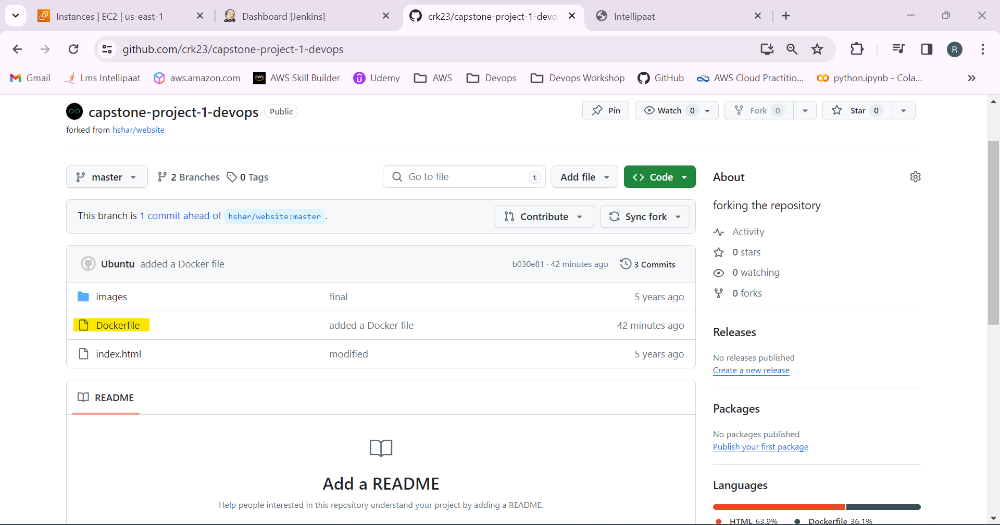 Instances | EC2 | us-east-1
Dashboard [Jenkins]
crk23/capstone-project-1-devo
Intellipaat
github.com/crk23/capstone-project-1-devops
R
Gmail
Lms Intellipaat
aws.amazon.com
aws
AWS Skill Builder
Udemy
AWS
Devops
Devops Workshop
GitHub
AWS Cloud Practitio...
python.ipynb - Cola...
capstone-project-1-devops
Public
Pin
Watch 0
Fork 0
Star 0
forked from hshar/website
master
2 Branches
0 Tags
Go to file
t
Add file
<> Code
About
This branch is 1 commit ahead of hshar/website:master .
Contribute
Sync fork
forking the repository
Activity
0 stars
0 watching
0 forks
Ubuntu added a Docker file
b030e81 · 42 minutes ago
3 Commits
images
final
5 years ago
Dockerfile
added a Docker file
42 minutes ago
index.html
modified
5 years ago
Releases
No releases published
Create a new release
README
Packages
No packages published
Publish your first package
Add a README
Help people interested in this repository understand your project by adding a README.
Languages
HTML 63.9%
Dockerfile 36.1%